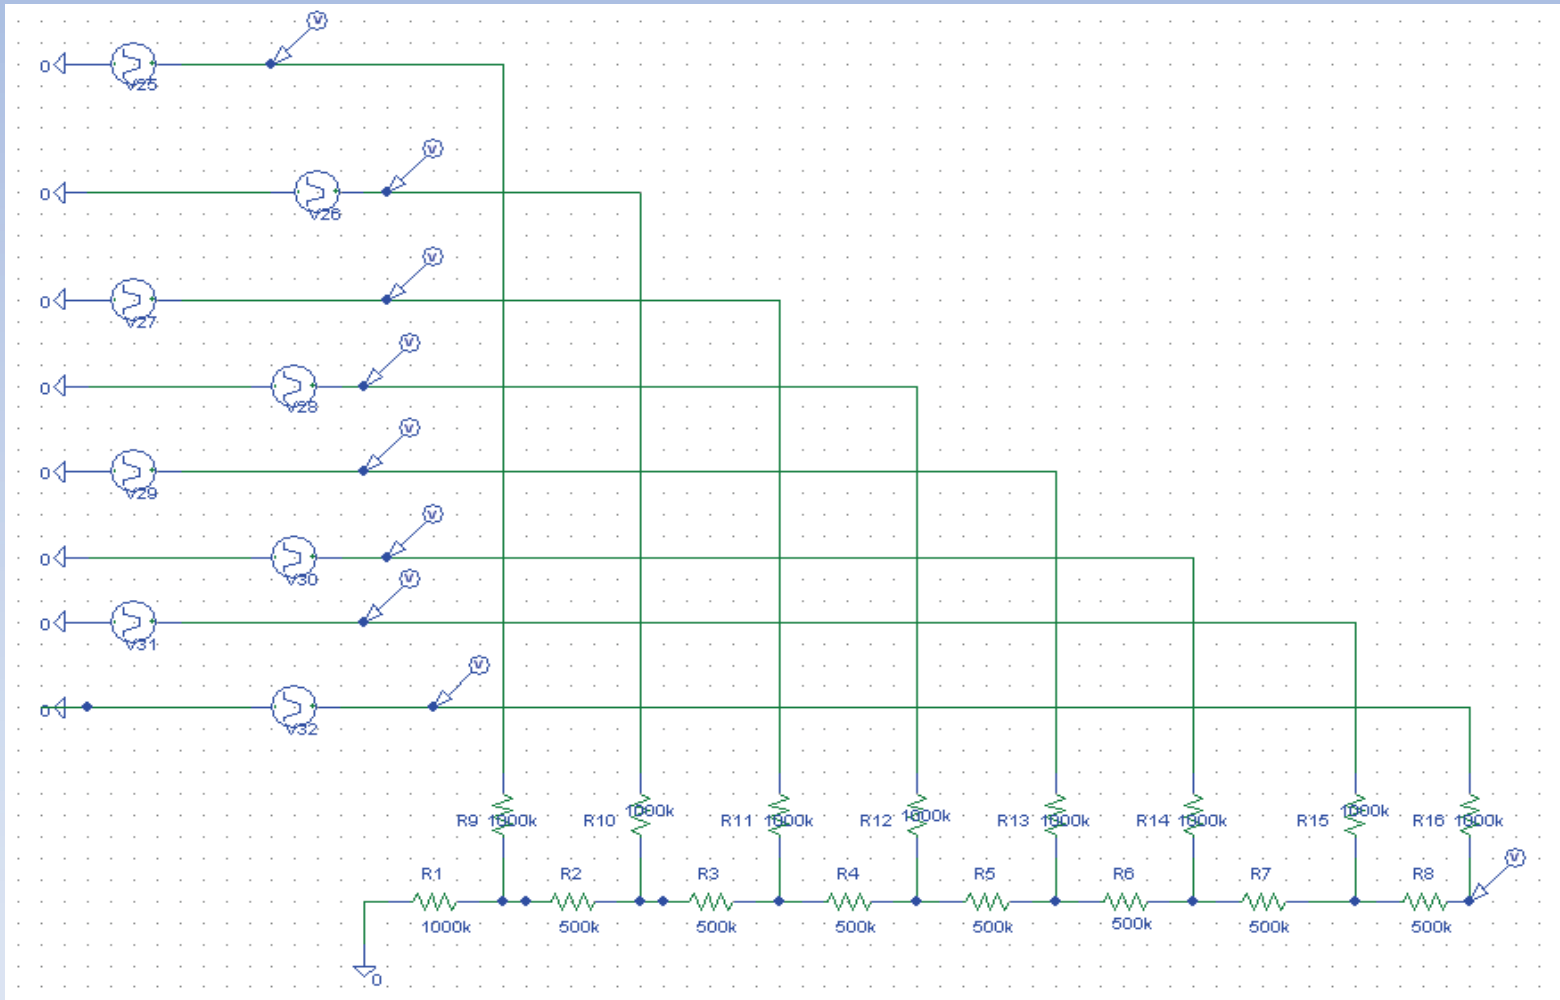 V
0
V25
V
0
V26
V
0
V27
V
0
V28
V
0
V29
V
0
V30
V
0
V31
V
0
V32
R9 1000k
R10 1000k
R11 1000k
R12 1000k
R13 1000k
R14 1000k
R15 1000k
R16 1000k
V
R1 R2 R3 R4 R5 R6 R7 R8
1000k 500k 500k 500k 500k 500k 500k 500k
0